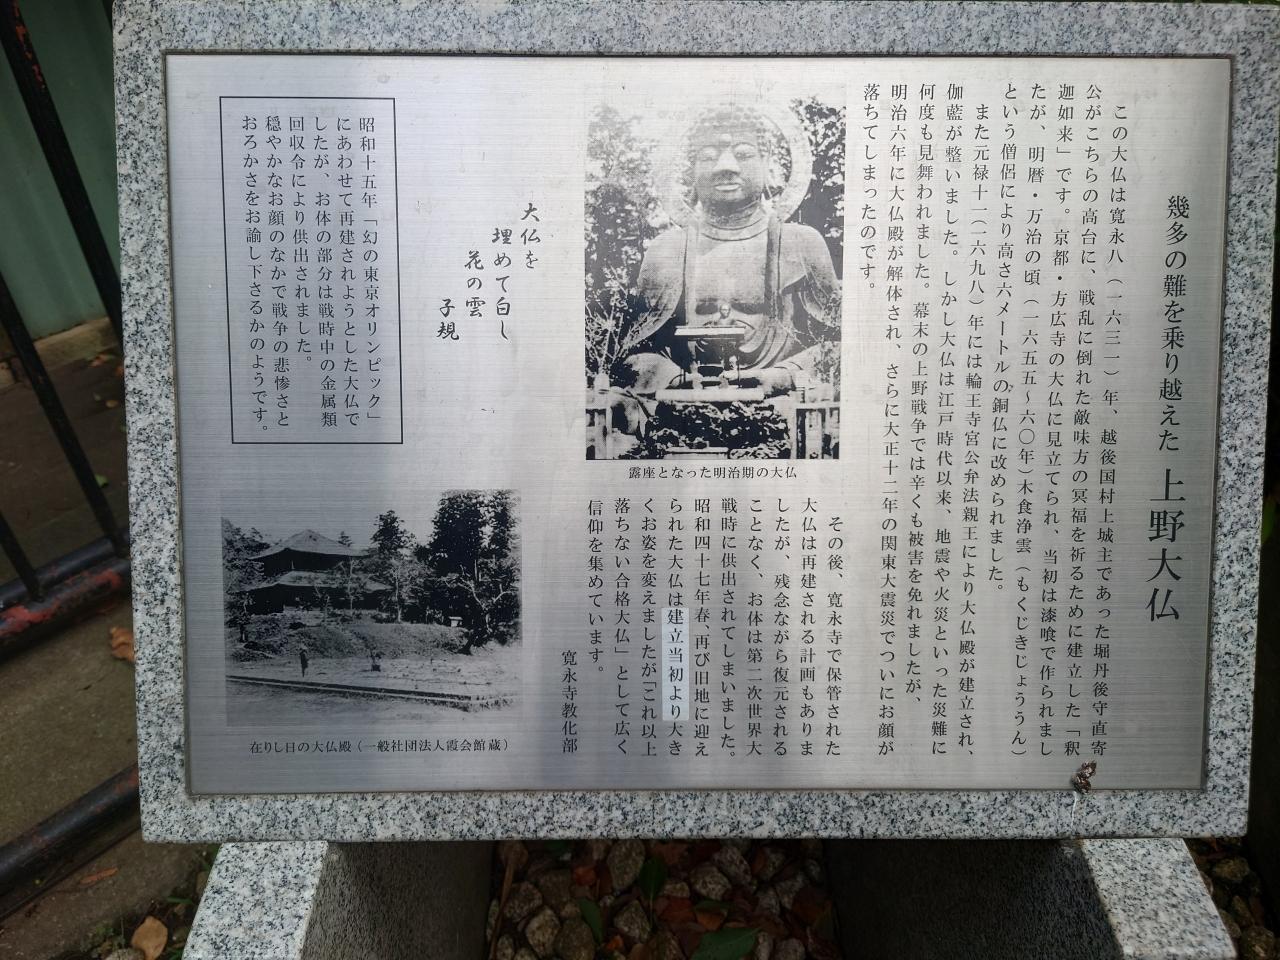 幾多の難を乗り越えた 上野大仏
この大仏は寛永八（一六三一）年、越後国村上城主であった堀丹後守直寄
公がこちらの高台に、戦乱に倒れた敵味方の冥福を祈るために建立した「釈
迦如来」です。京都・方広寺の大仏に見立てられ、当初は漆喰で作られまし
たが、明暦・万治の頃（一六五五～六〇年）木食浄雲（もくじきじょううん）
という僧侶により高さ六メートルの銅仏に改められました。
また元禄十一（一六九八）年には輪王寺宮公弁法親王により大仏殿が建立され、
伽藍が整いました。しかし大仏は江戸時代以来、地震や火災といった災難に
何度も見舞われました。幕末の上野戦争では辛くも被害を免れましたが、
明治六年に大仏殿が解体され、さらに大正十二年の関東大震災でついにお顔が
落ちてしまったのです。
露座となった明治期の大仏
その後、寛永寺で保管された
大仏は再建される計画もありま
したが、残念ながら復元される
ことなく、お体は第二次世界大
戦時に供出されてしまいました。
昭和四十七年春、再び旧地に迎え
られた大仏は建立当初より大き
くお姿を変えましたが「これ以上
落ちない合格大仏」として広く
信仰を集めています。
寛永寺教化部
大仏を
埋めて白し
花の雲
子規
昭和十五年「幻の東京オリンピック」
にあわせて再建されようとした大仏で
したが、お体の部分は戦時中の金属類
回収令により供出されました。
穏やかなお顔のなかで戦争の悲惨さと
おろかさをお諭し下さるかのようです。
在りし日の大仏殿（一般社団法人霞会館蔵）